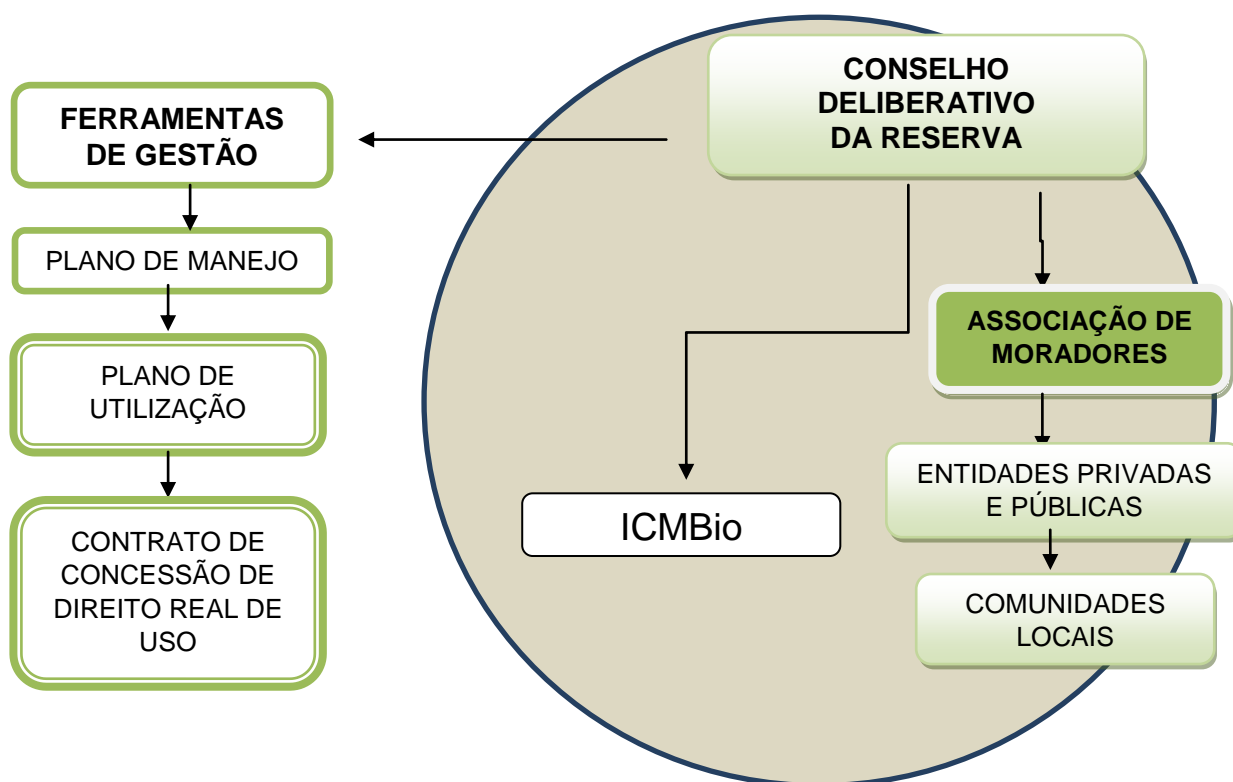 CONSELHO
DELIBERATIVO
DA RESERVA
FERRAMENTAS
DE GESTÃO
PLANO DE MANEJO
PLANO DE
UTILIZAÇÃO
CONTRATO DE
CONCESSÃO DE
DIREITO REAL DE
USO
ICMBio
ASSOCIAÇÃO DE
MORADORES
ENTIDADES PRIVADAS
E PÚBLICAS
COMUNIDADES
LOCAIS